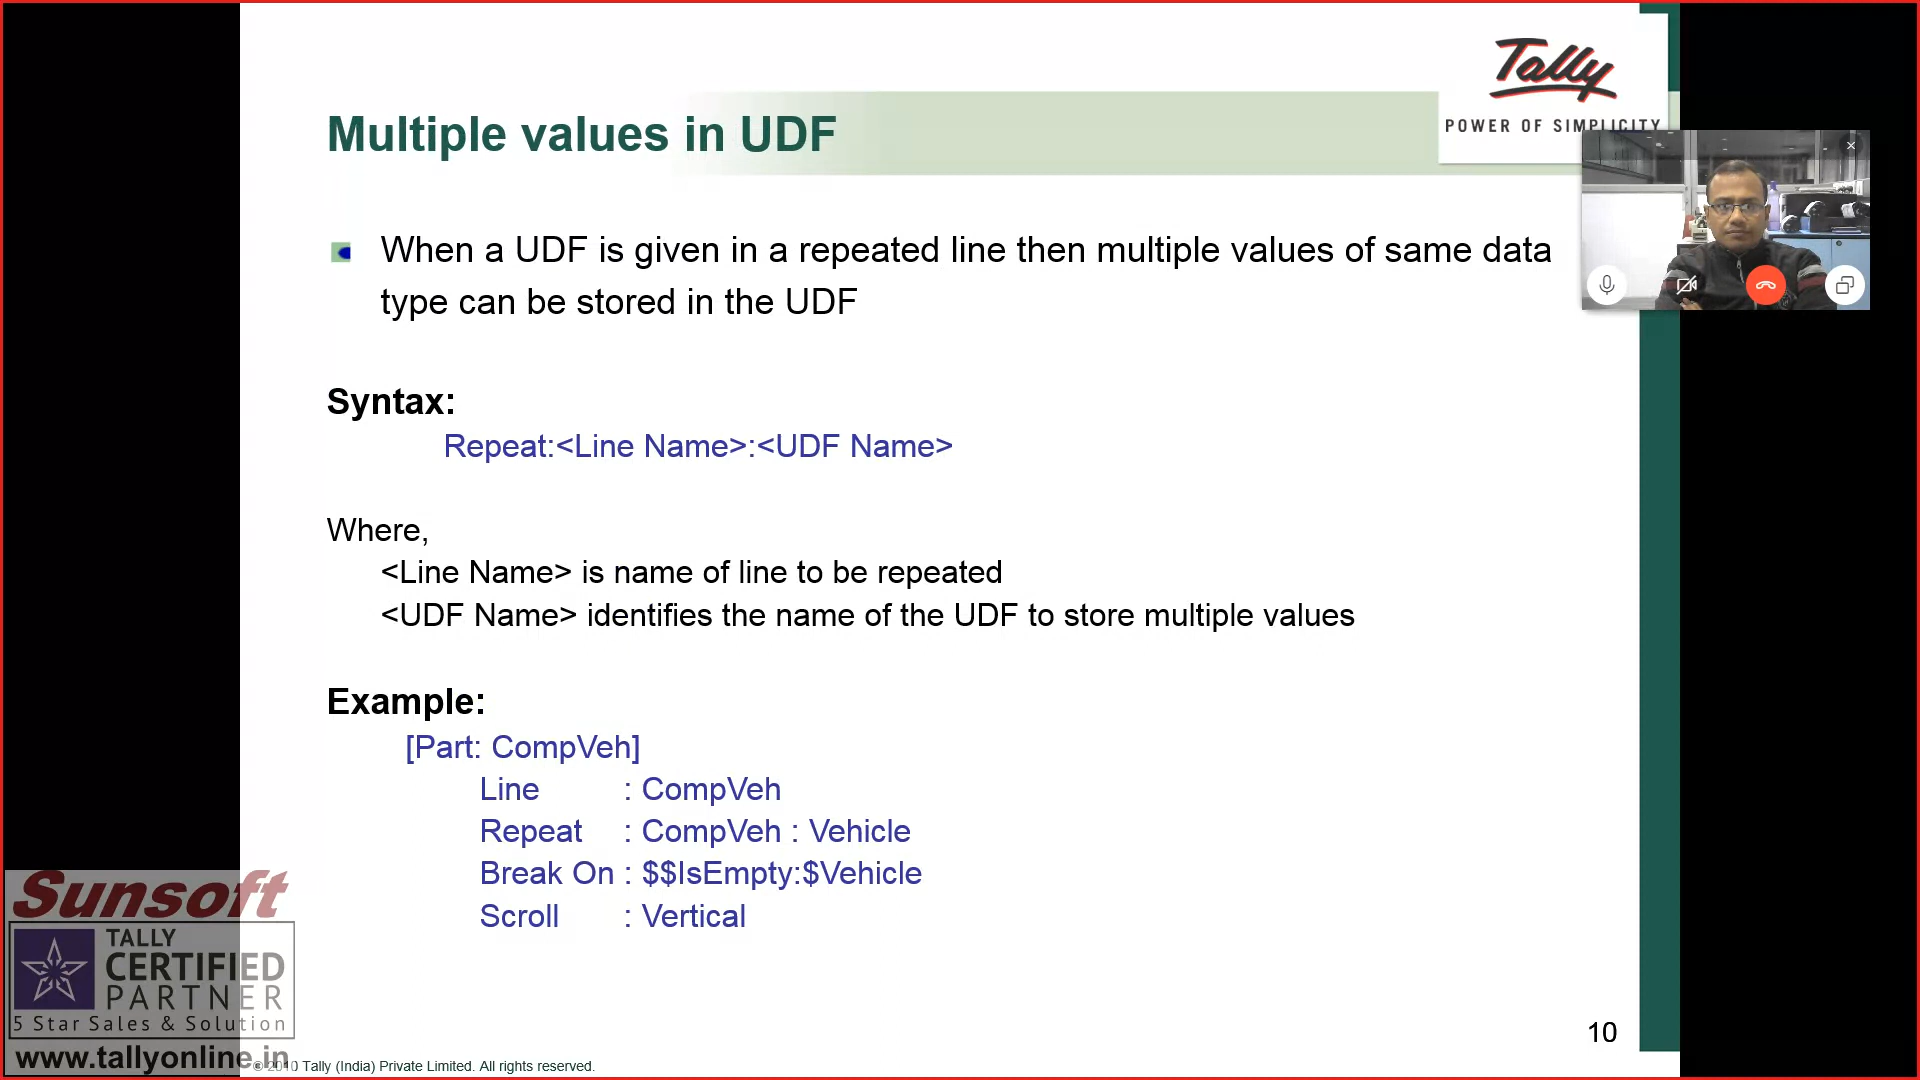 Tally
POWER OF SIMPLICITY
Multiple values in UDF
When a UDF is given in a repeated line then multiple values of same data
type can be stored in the UDF
Syntax:
Repeat:<Line Name>:<UDF Name>
Where,
<Line Name> is name of line to be repeated
<UDF Name> identifies the name of the UDF to store multiple values
Example:
[Part: CompVeh]
Line : CompVeh
Repeat : CompVeh : Vehicle
Break On : $$IsEmpty:$Vehicle
Scroll : Vertical
Sunsoft
TALLY
CERTIFIED
PARTNER
5 Star Sales & Solution
www.tallyonline.in
© 2010 Tally (India) Private Limited. All rights reserved.
10